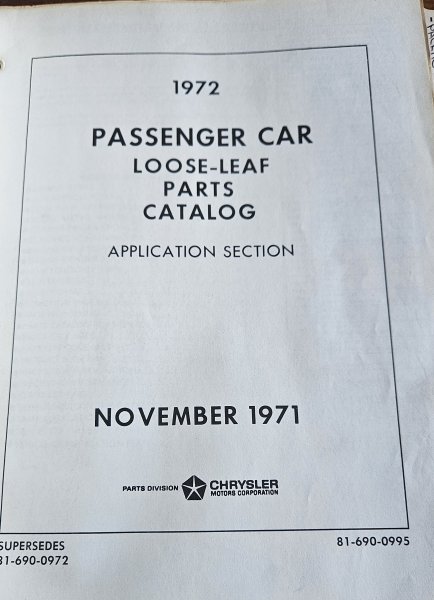 1972
PASSENGER CAR
LOOSE-LEAF
PARTS
CATALOG
APPLICATION SECTION
NOVEMBER 1971
PARTS DIVISION CHRYSLER
MOTORS CORPORATION
SUPERSEDES
81-690-0972
81-690-0995